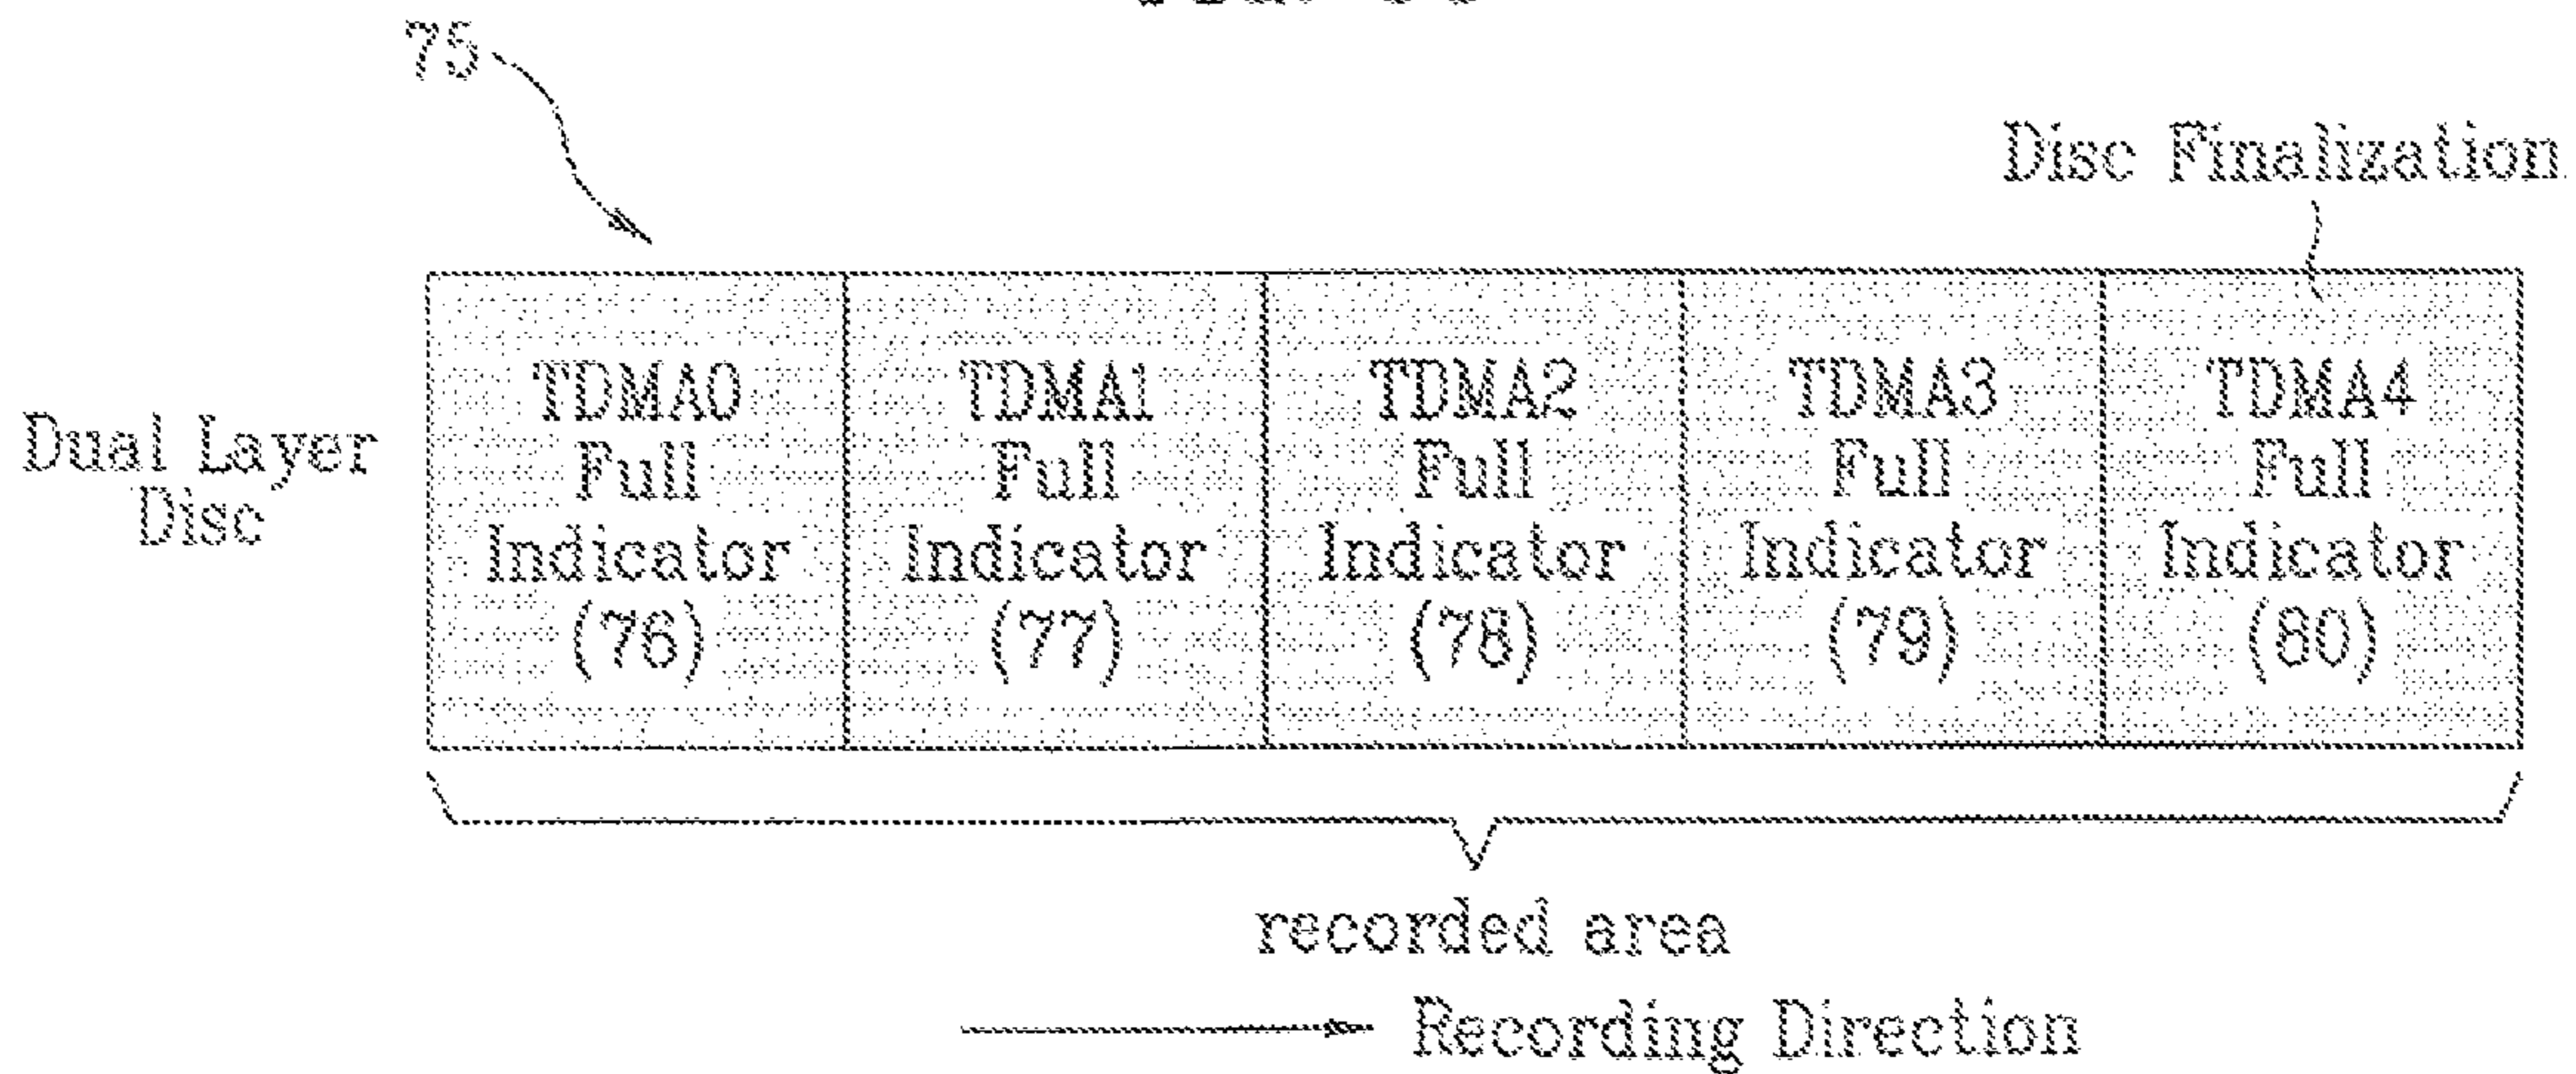 75
Disc Finalization
Dual Layer
Disc
TDMA0
Full
Indicator
(76)
TDMA1
Full
Indicator
(77)
TDMA2
Full
Indicator
(78)
TDMA3
Full
Indicator
(79)
TDMA4
Full
Indicator
(80)
recorded area
Recording Direction